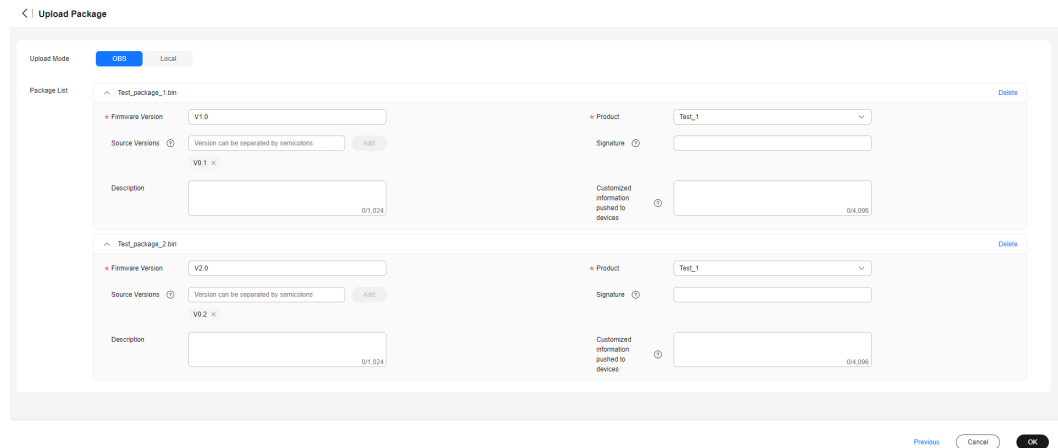 Upload Package
Upload Mode OBS Local
Package List
Test_package_1.bin Delete
* Firmware Version V1.0 * Product Test_1
Source Versions ? Version can be separated by semicolons Add Signature ?
V0.1 ×
Description 0/1,024 Customized information pushed to devices ? 0/4,096
Test_package_2.bin Delete
* Firmware Version V2.0 * Product Test_1
Source Versions ? Version can be separated by semicolons Add Signature ?
V0.2 ×
Description 0/1,024 Customized information pushed to devices ? 0/4,096
Previous Cancel OK